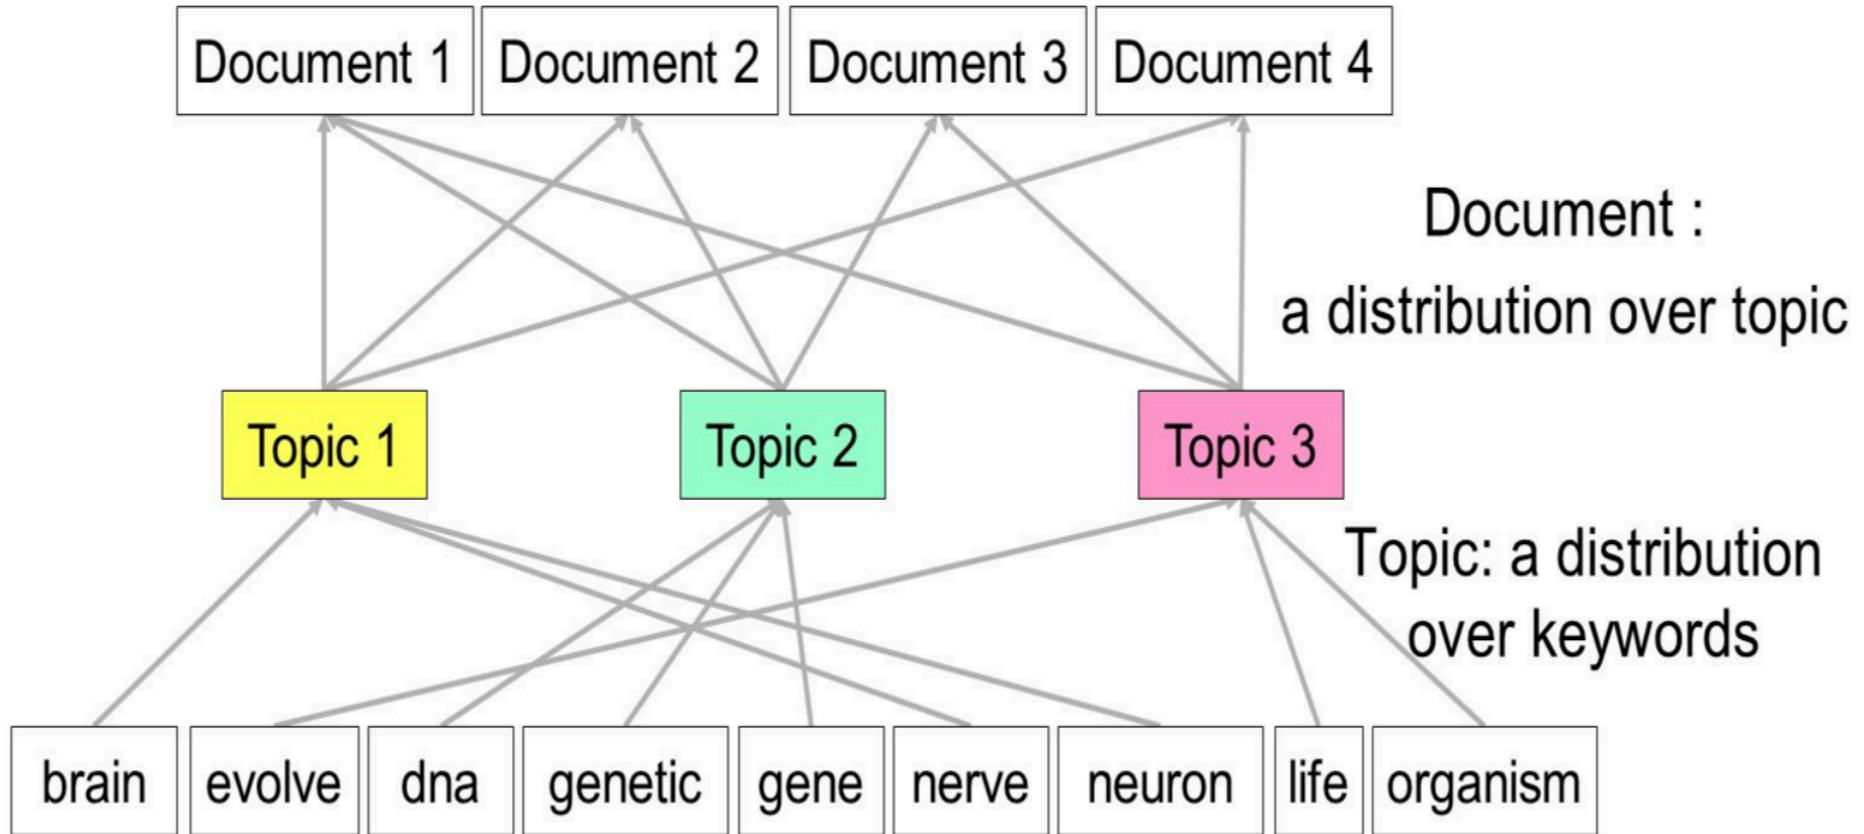 Document 1
Document 2
Document 3
Document 4
Document :
a distribution over topic
Topic 1
Topic 2
Topic 3
Topic: a distribution
over keywords
brain
evolve
dna
genetic
gene
nerve
neuron
life
organism